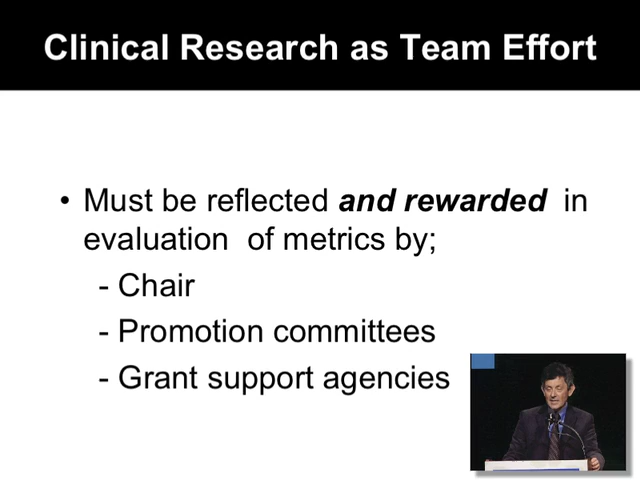 Clinical Research as Team Effort
• Must be reflected and rewarded in
evaluation of metrics by;
- Chair
- Promotion committees
- Grant support agencies